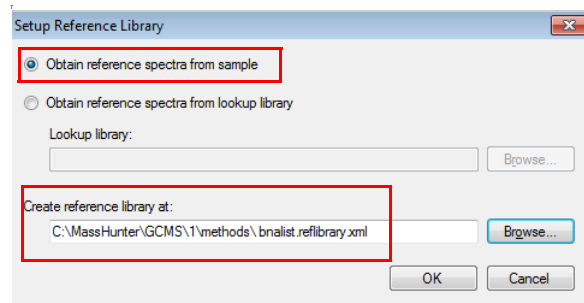 Setup Reference Library
Obtain reference spectra from sample
Obtain reference spectra from lookup library
Lookup library:
Browse...
Create reference library at:
C:\MassHunter\GCMS\1\methods\ bnalist.reflibrary.xml
Browse...
OK Cancel